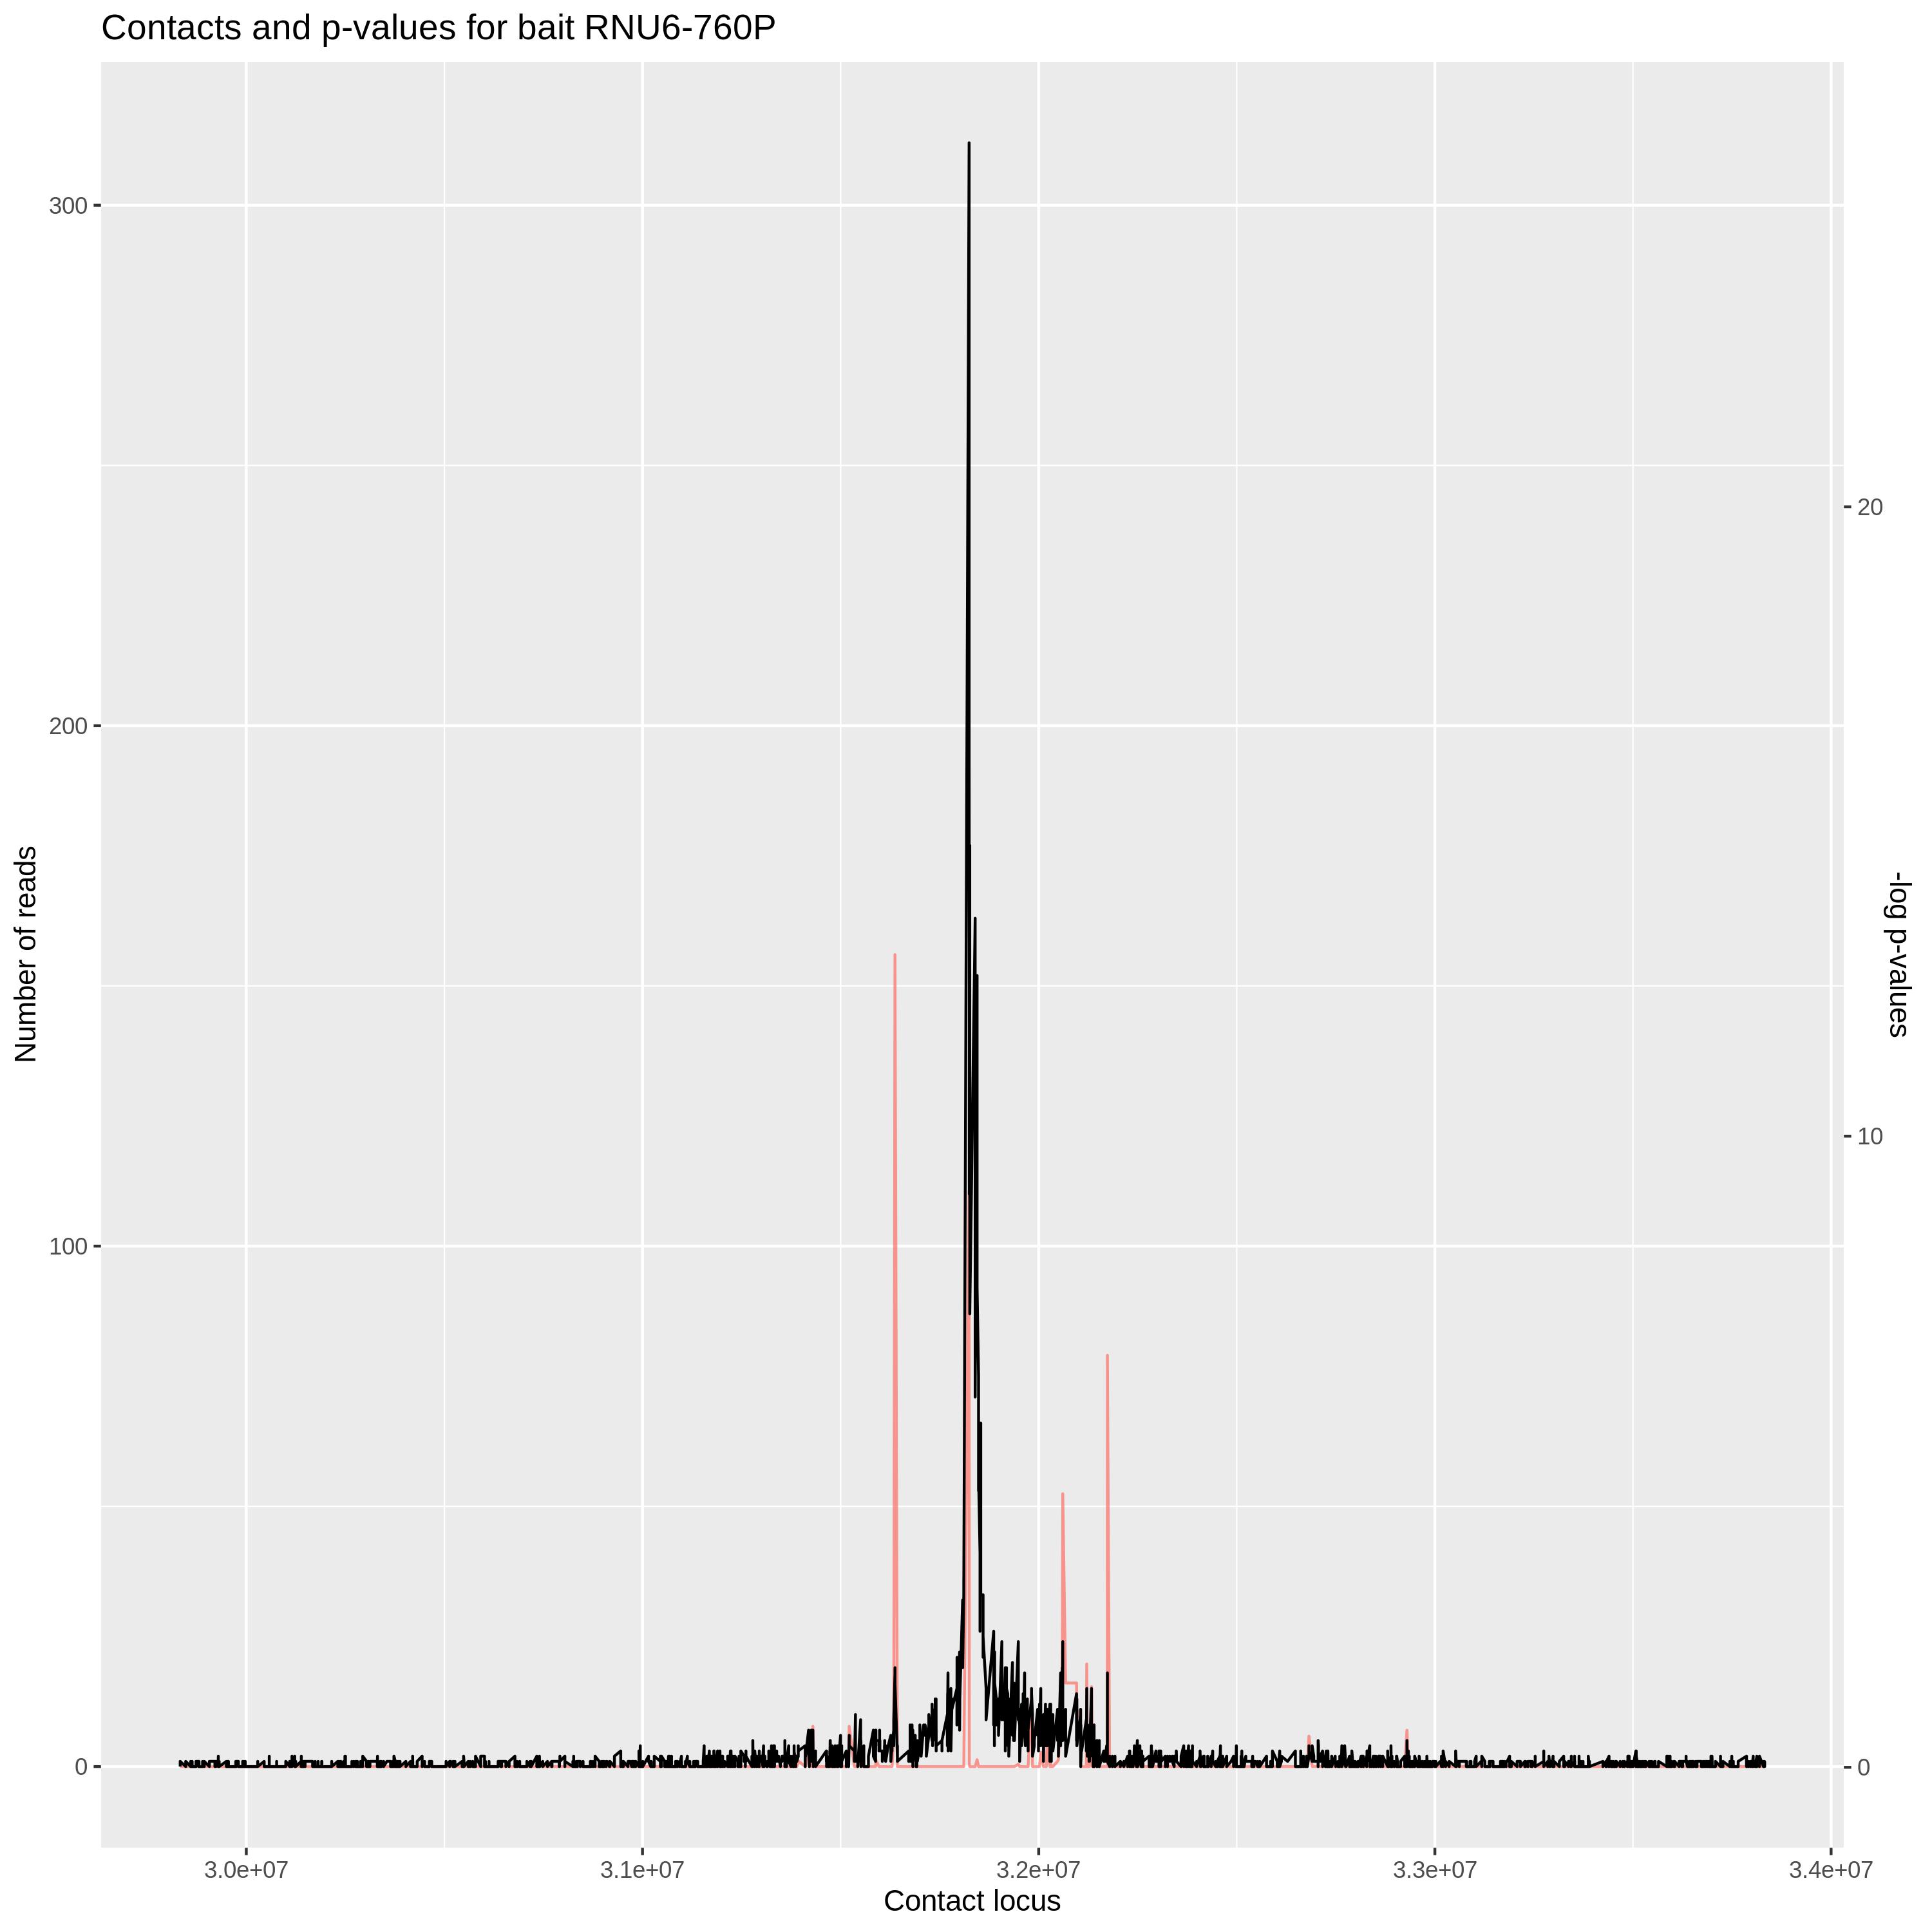 Contacts and p-values for bait RNU6-760P
300
200
100
0
Number of reads
20
10
0
-log p-values
3.0e+07
3.1e+07
3.2e+07
3.3e+07
3.4e+07
Contact locus